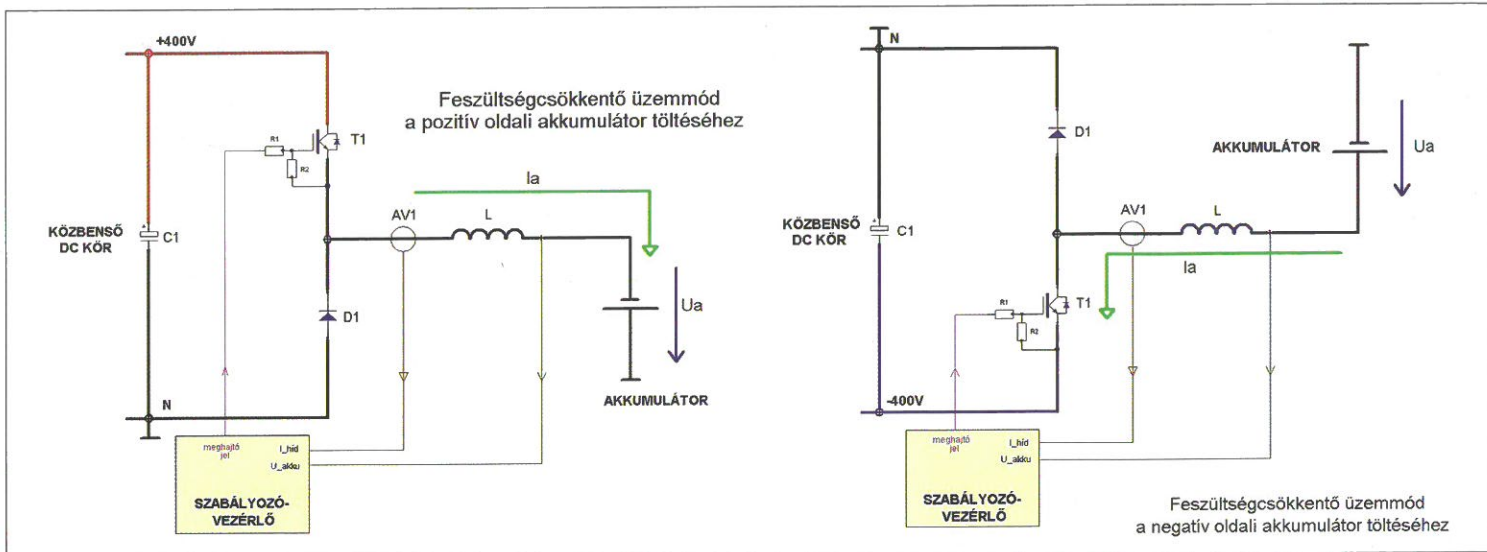 +400V
Feszültségcsökkentő üzemmód
a pozitív oldali akkumulátor töltéséhez
R1
T1
R2
Ia
AV1
L
KÖZBENSŐ
DC KÖR
+
C1
D1
Ua
AKKUMULÁTOR
N
meghajtó
jel
I_híd
U_akku
SZABÁLYOZÓ-
VEZÉRLŐ
N
D1
AKKUMULÁTOR
Ua
KÖZBENSŐ
DC KÖR
+
C1
AV1
L
Ia
R1
T1
R2
-400V
meghajtó
jel
I_híd
U_akku
SZABÁLYOZÓ-
VEZÉRLŐ
Feszültségcsökkentő üzemmód
a negatív oldali akkumulátor töltéséhez